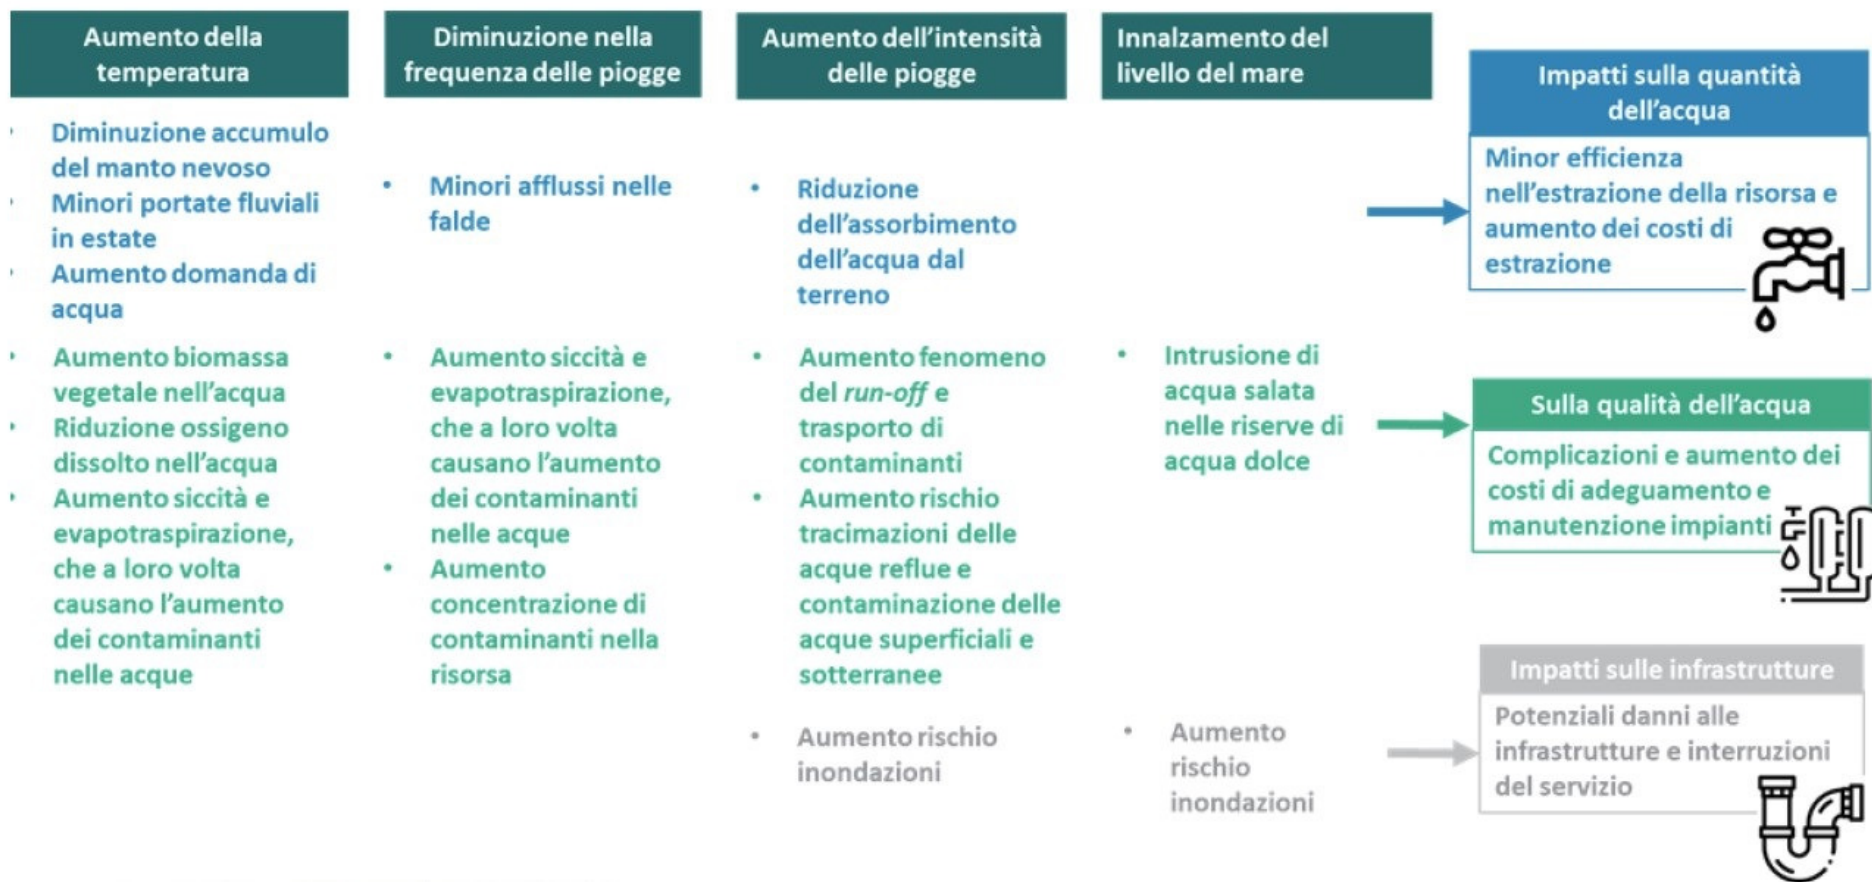 Aumento della
temperatura
Diminuzione nella
frequenza delle piogge
Aumento dell'intensità
delle piogge
Innalzamento del
livello del mare
• Diminuzione accumulo
del manto nevoso
• Minori portate fluviali
in estate
• Aumento domanda di
acqua
• Minori afflussi nelle
falde
• Riduzione
dell'assorbimento
dell'acqua dal
terreno
Impatti sulla quantità
dell'acqua
Minor efficienza
nell'estrazione della risorsa e
aumento dei costi di
estrazione
• Aumento biomassa
vegetale nell'acqua
• Riduzione ossigeno
dissolto nell'acqua
• Aumento siccità e
evapotraspirazione,
che a loro volta
causano l'aumento
dei contaminanti
nelle acque
• Aumento siccità e
evapotraspirazione,
che a loro volta
causano l'aumento
dei contaminanti
nelle acque
• Aumento
concentrazione di
contaminanti nella
risorsa
• Aumento fenomeno
del run-off e
trasporto di
contaminanti
• Aumento rischio
tracimazioni delle
acque reflue e
contaminazione delle
acque superficiali e
sotterranee
• Intrusione di
acqua salata
nelle riserve di
acqua dolce
Sulla qualità dell'acqua
Complicazioni e aumento dei
costi di adeguamento e
manutenzione impianti
• Aumento rischio
inondazioni
• Aumento
rischio
inondazioni
Impatti sulle infrastrutture
Potenziali danni alle
infrastrutture e interruzioni
del servizio